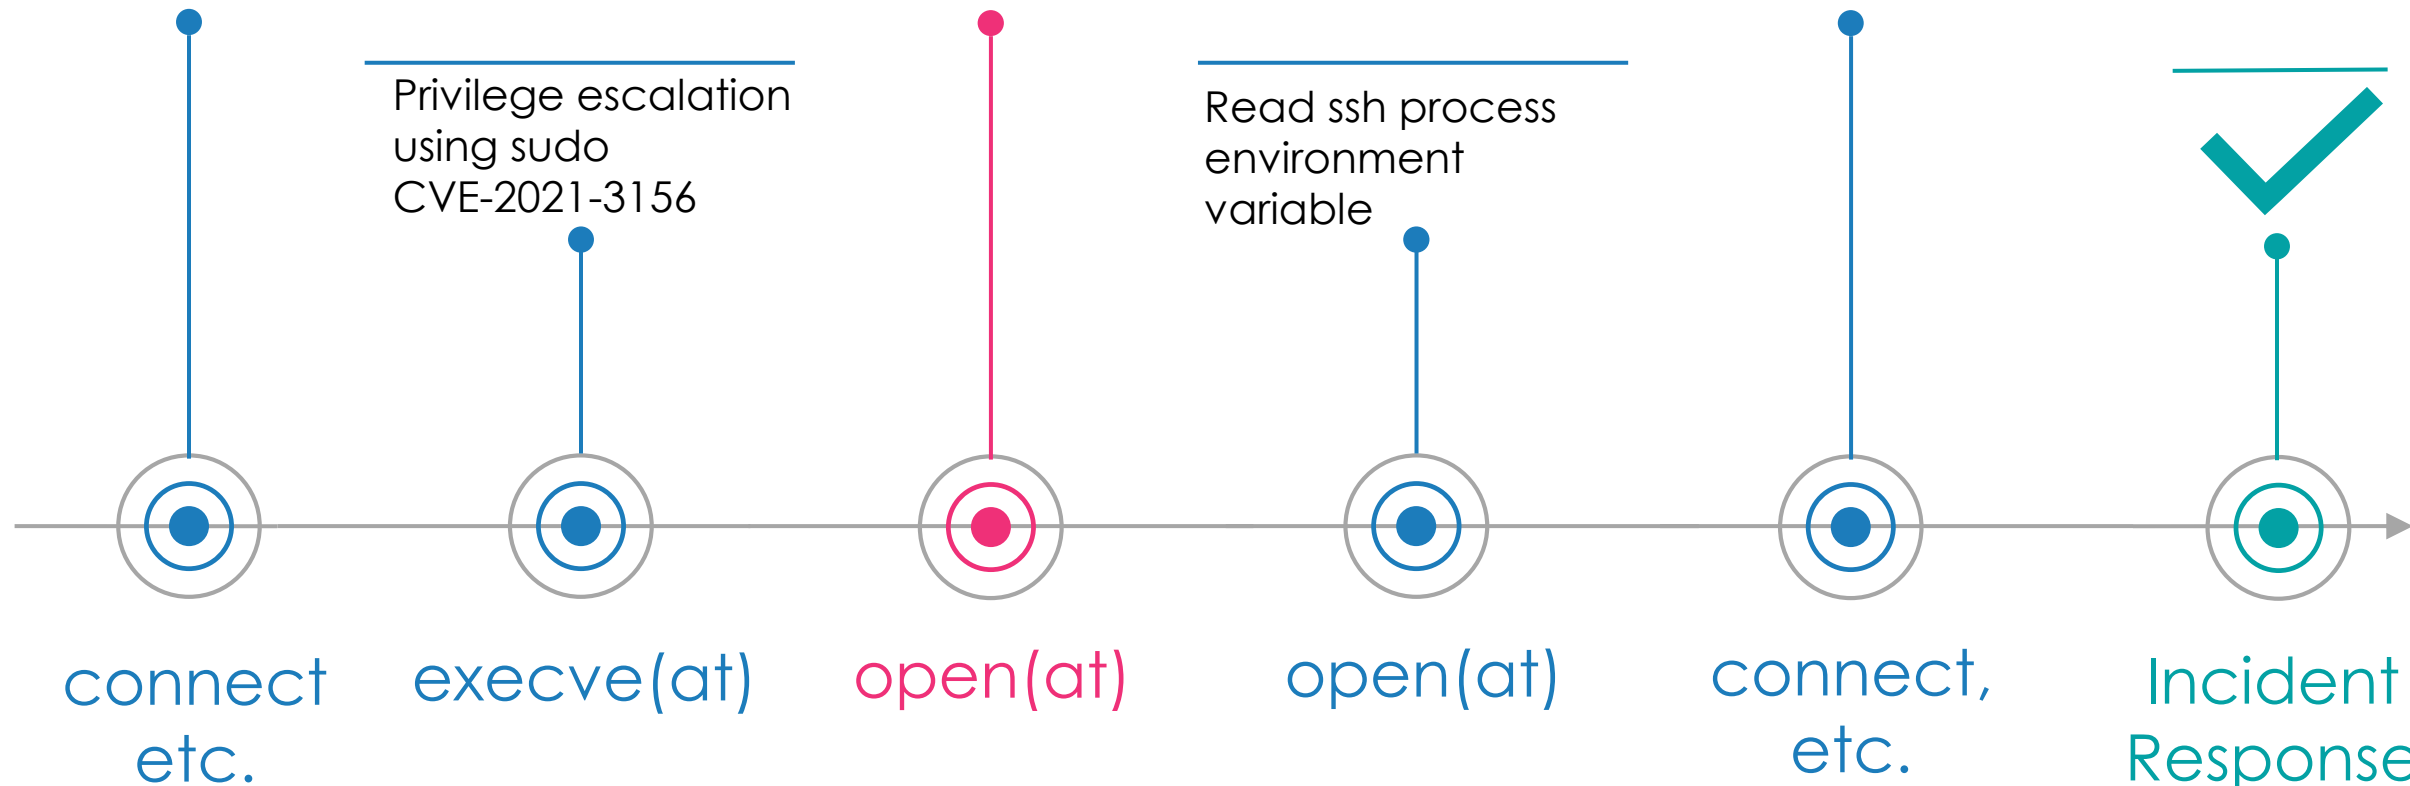 Privilege escalation
using sudo
CVE-2021-3156
Read ssh process
environment
variable
connect
etc.
execve(at)
open(at)
open(at)
connect,
etc.
Incident
Response